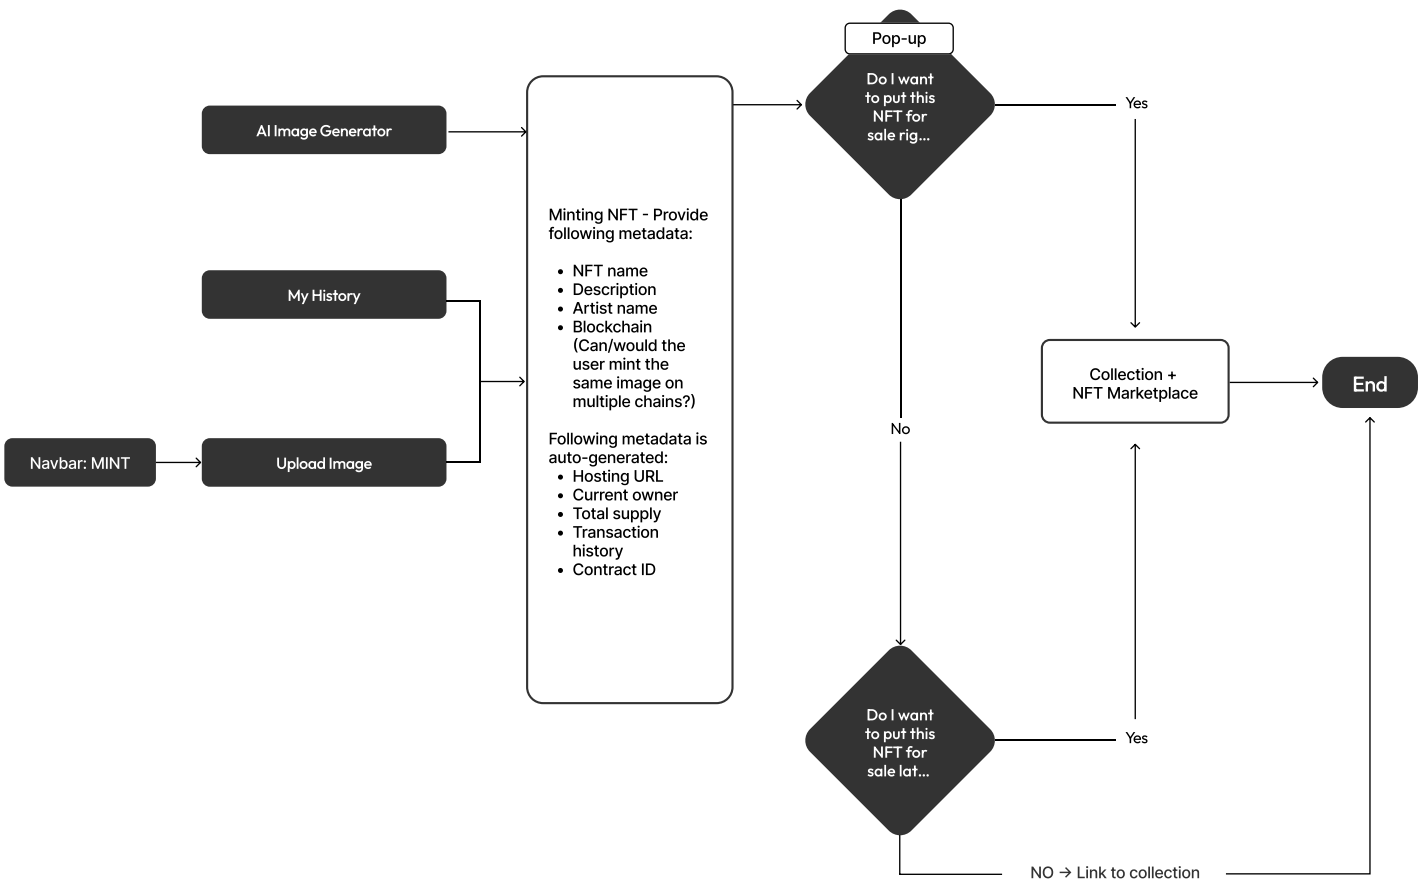 Navbar: MINT
AI Image Generator
My History
Upload Image
Minting NFT - Provide
following metadata:
• NFT name
• Description
• Artist name
• Blockchain
(Can/would the
user mint the
same image on
multiple chains?)
Following metadata is
auto-generated:
• Hosting URL
• Current owner
• Total supply
• Transaction
history
• Contract ID
Pop-up
Do I want
to put this
NFT for
sale rig...
Yes
No
Do I want
to put this
NFT for
sale lat...
Yes
NO → Link to collection
Collection +
NFT Marketplace
End